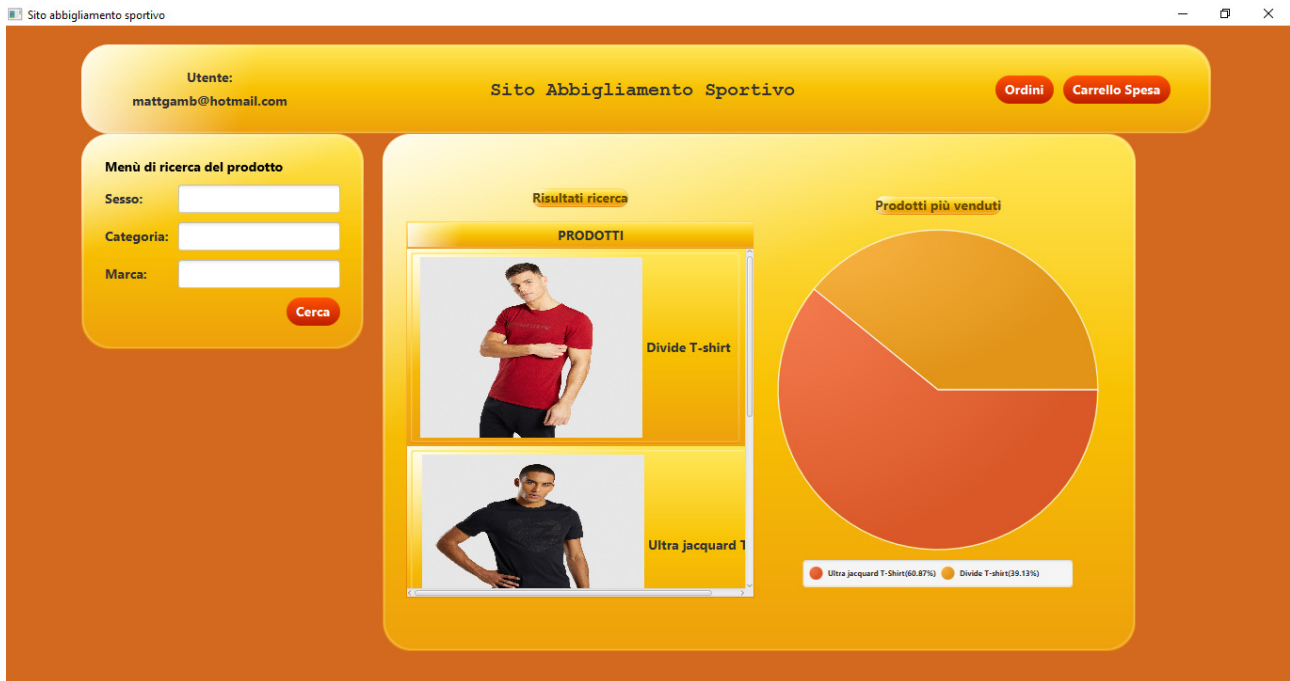 Sito abbigliamento sportivo
Utente:
mattgamb@hotmail.com
Sito Abbigliamento Sportivo
Ordini
Carrello Spesa
Menù di ricerca del prodotto
Sesso:
Categoria:
Marca:
Cerca
Risultati ricerca
PRODOTTI
Divide T-shirt
Ultra jacquard T
Prodotti più venduti
Ultra jacquard T-Shirt(60.87%)
Divide T-shirt(39.13%)